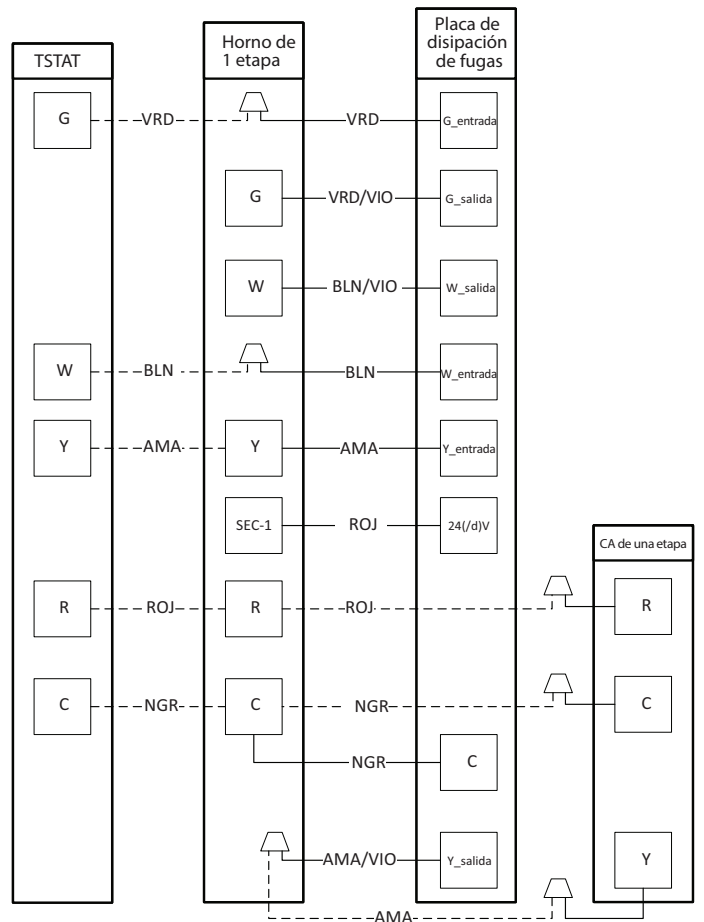 Placa de
disipación
de fugas
Horno de
1 etapa
TSTAT
G
VRD
VRD
G_entrada
G
VRD/VIO
G_salida
W
BLN/VIO
W_salida
W
BLN
BLN
W_entrada
Y
AMA
Y
AMA
Y_entrada
SEC-1
ROJ
24(/d)V
CA de una etapa
R
ROJ
R
ROJ
R
C
NGR
C
NGR
C
NGR
C
AMA/VIO
Y_salida
Y
AMA